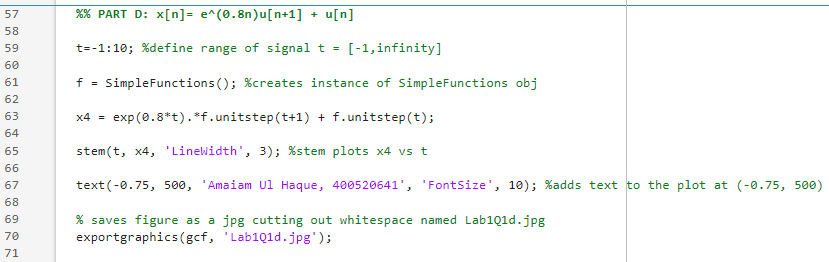 57 %% PART D: x[n]= e^(0.8n)u[n+1] + u[n]
58
59 t=-1:10; %define range of signal t = [-1,infinity]
60
61 f = SimpleFunctions(); %creates instance of SimpleFunctions obj
62
63 x4 = exp(0.8*t).*f.unitstep(t+1) + f.unitstep(t);
64
65 stem(t, x4, 'LineWidth', 3); %stem plots x4 vs t
66
67 text(-0.75, 500, 'Amaiam Ul Haque, 400520641', 'FontSize', 10); %adds text to the plot at (-0.75, 500)
68
69 % saves figure as a jpg cutting out whitespace named Lab1Q1d.jpg
70 exportgraphics(gcf, 'Lab1Q1d.jpg');
71